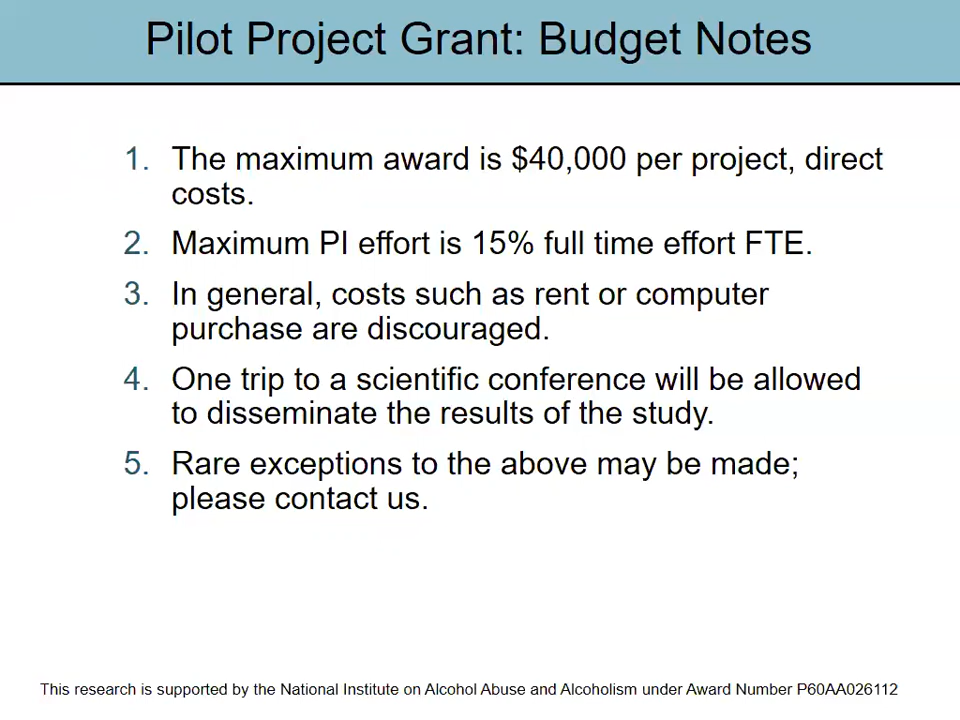 Pilot Project Grant: Budget Notes
1. The maximum award is $40,000 per project, direct
costs.
2. Maximum PI effort is 15% full time effort FTE.
3. In general, costs such as rent or computer
purchase are discouraged.
4. One trip to a scientific conference will be allowed
to disseminate the results of the study.
5. Rare exceptions to the above may be made;
please contact us.
This research is supported by the National Institute on Alcohol Abuse and Alcoholism under Award Number P60AA026112